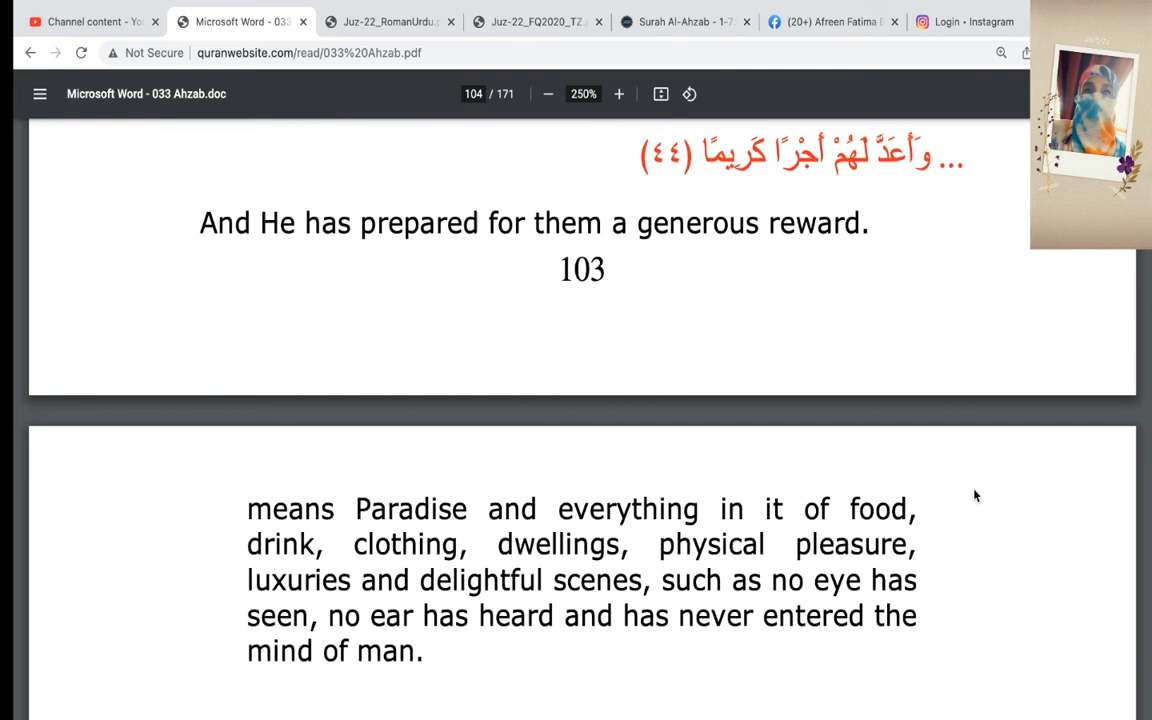 Channel content - Yo
Microsoft Word - 033
Juz-22_RomanUrdu.p
Juz-22_FQ2020_TZ.
Surah Al-Ahzab - 1-7
(20+) Afreen Fatima
Login • Instagram
Not Secure
quranwebsite.com/read/033%20Ahzab.pdf
Microsoft Word - 033 Ahzab.doc
104 / 171
250%
... وَأَعَدَّ لَهُمْ أَجْرًا كَرِيمًا (٤٤)
And He has prepared for them a generous reward.
103
means Paradise and everything in it of food,
drink, clothing, dwellings, physical pleasure,
luxuries and delightful scenes, such as no eye has
seen, no ear has heard and has never entered the
mind of man.